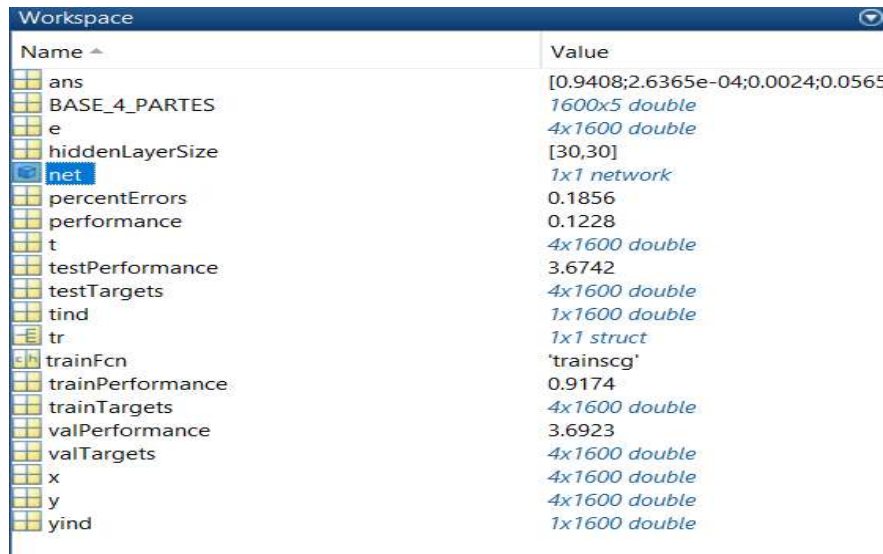 Workspace
Name Value
ans [0.9408;2.6365e-04;0.0024;0.0565
BASE_4_PARTES 1600x5 double
e 4x1600 double
hiddenLayerSize [30,30]
net 1x1 network
percentErrors 0.1856
performance 0.1228
t 4x1600 double
testPerformance 3.6742
testTargets 4x1600 double
tind 1x1600 double
tr 1x1 struct
trainFcn 'trainscg'
trainPerformance 0.9174
trainTargets 4x1600 double
valPerformance 3.6923
valTargets 4x1600 double
x 4x1600 double
y 4x1600 double
yind 1x1600 double